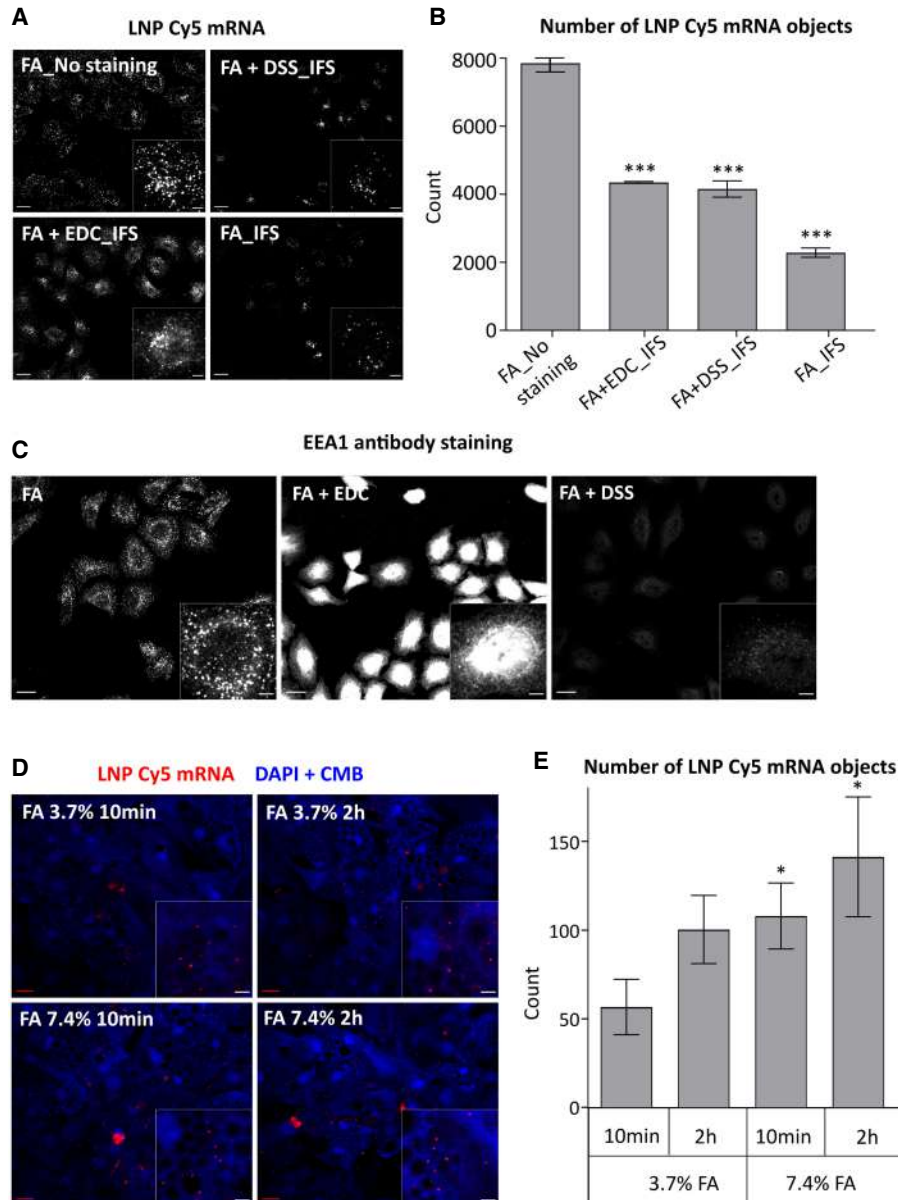 A
LNP Cy5 mRNA
FA_No staining
FA + DSS_IFS
FA + EDC_IFS
FA_IFS
B
Number of LNP Cy5 mRNA objects
8000
6000
4000
2000
0
Count
***
***
***
FA_No staining
FA+EDC_IFS
FA+DSS_IFS
FA_IFS
C
EEA1 antibody staining
FA
FA + EDC
FA + DSS
D
LNP Cy5 mRNA DAPI + CMB
FA 3.7% 10min
FA 3.7% 2h
FA 7.4% 10min
FA 7.4% 2h
E
Number of LNP Cy5 mRNA objects
150
100
50
0
Count
*
*
10min 2h 10min 2h
3.7% FA 7.4% FA